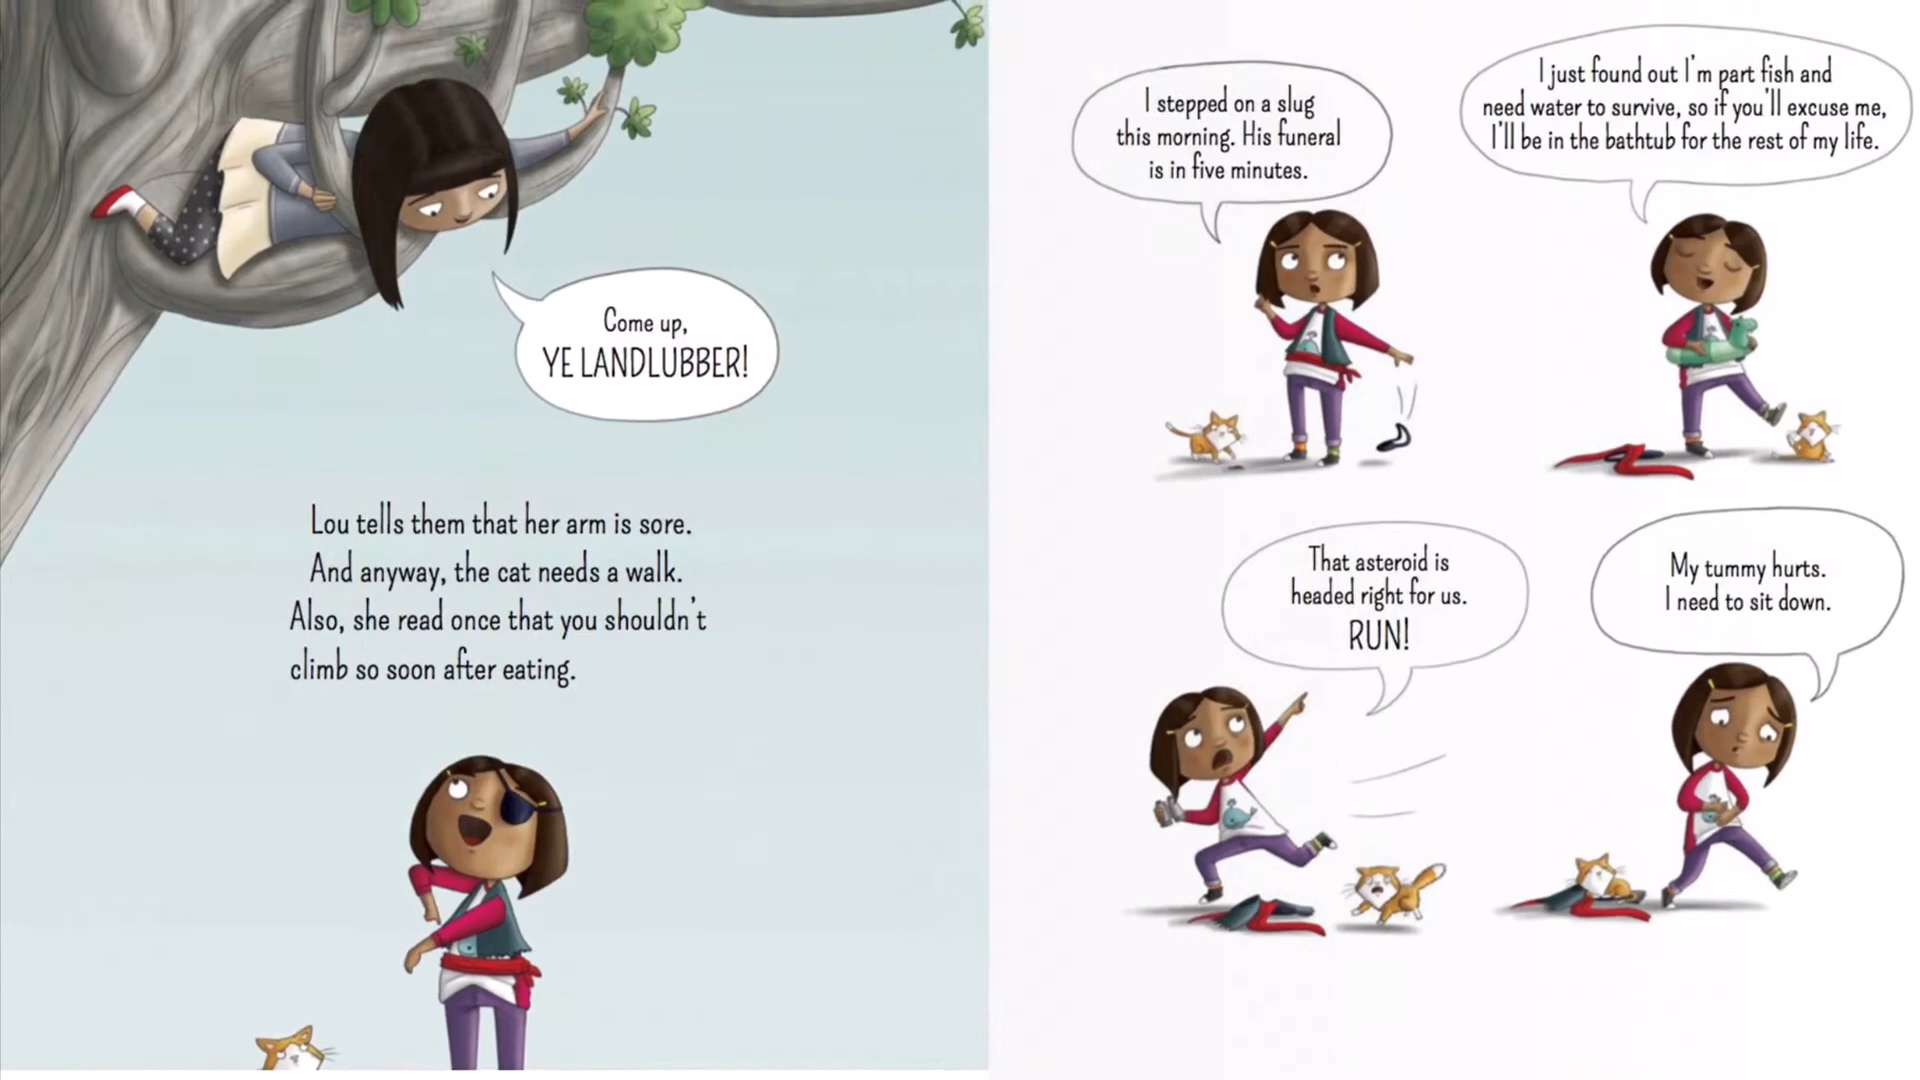 Come up,
YE LANDLUBBER!
Lou tells them that her arm is sore.
And anyway, the cat needs a walk.
Also, she read once that you shouldn't
climb so soon after eating.
I stepped on a slug
this morning. His funeral
is in five minutes.
I just found out I'm part fish and
need water to survive, so if you'll excuse me,
I'll be in the bathtub for the rest of my life.
That asteroid is
headed right for us.
RUN!
My tummy hurts.
I need to sit down.